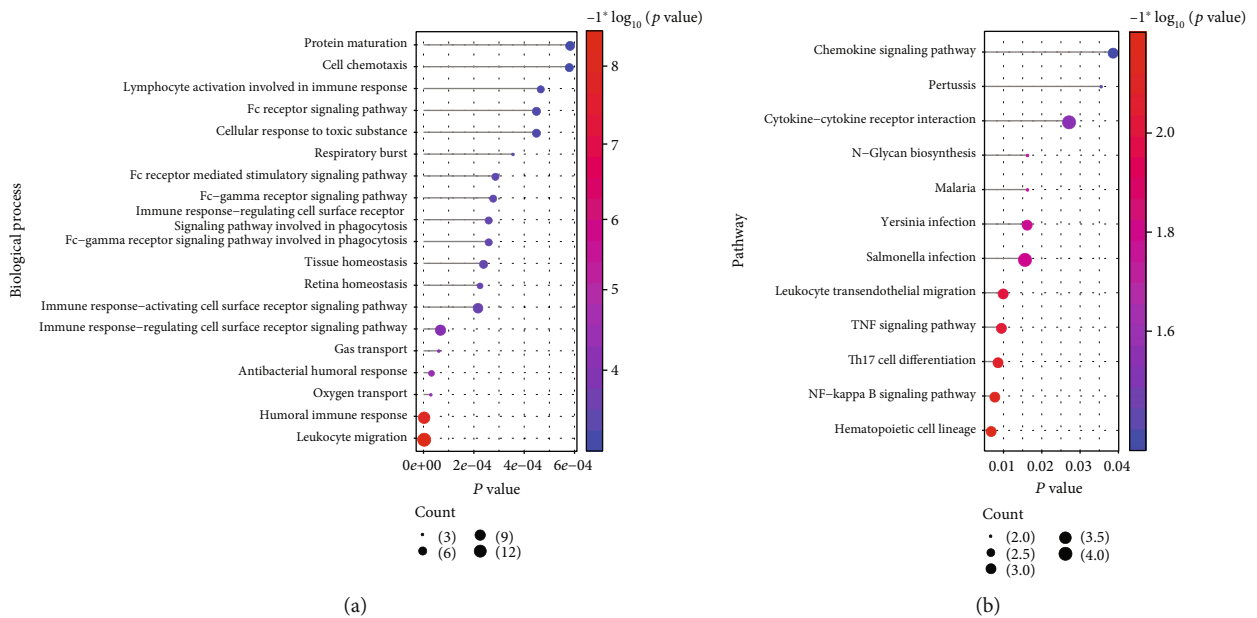 −1* log10 (p value)
Protein maturation
Cell chemotaxis
Lymphocyte activation involved in immune response
Fc receptor signaling pathway
Cellular response to toxic substance
Respiratory burst
Fc receptor mediated stimulatory signaling pathway
Fc−gamma receptor signaling pathway
Immune response−regulating cell surface receptor
Signaling pathway involved in phagocytosis
Fc−gamma receptor signaling pathway involved in phagocytosis
Tissue homeostasis
Retina homeostasis
Immune response−activating cell surface receptor signaling pathway
Immune response−regulating cell surface receptor signaling pathway
Gas transport
Antibacterial humoral response
Oxygen transport
Humoral immune response
Leukocyte migration
Biological process
8
7
6
5
4
0e+00 2e−04 4e−04 6e−04
P value
Count
(3) (9)
(6) (12)
(a)
−1* log10 (p value)
Chemokine signaling pathway
Pertussis
Cytokine−cytokine receptor interaction
N−Glycan biosynthesis
Malaria
Yersinia infection
Salmonella infection
Leukocyte transendothelial migration
TNF signaling pathway
Th17 cell differentiation
NF−kappa B signaling pathway
Hematopoietic cell lineage
Pathway
2.0
1.8
1.6
0.01 0.02 0.03 0.04
P value
Count
(2.0) (3.5)
(2.5) (4.0)
(3.0)
(b)